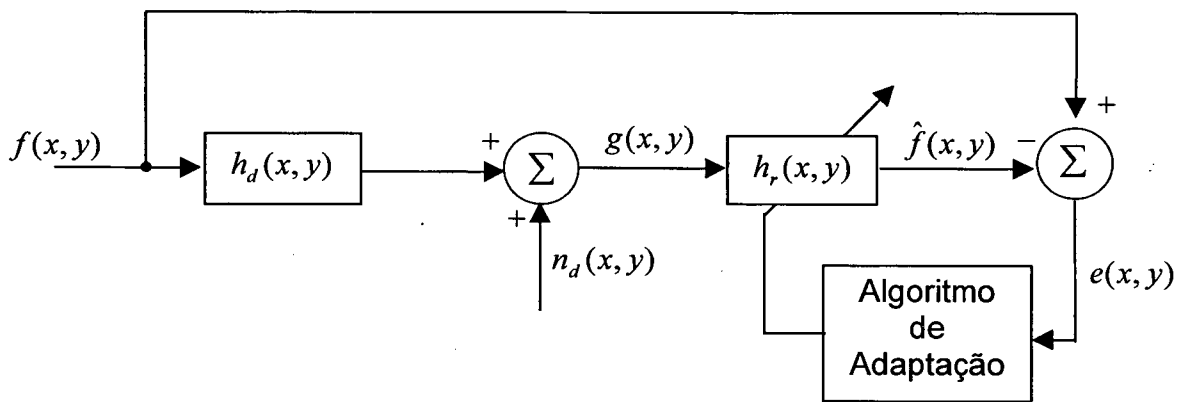 f(x, y)
h_d(x, y)
+
+
Σ
n_d(x, y)
g(x, y)
h_r(x, y)
f̂(x, y)
+
−
Σ
e(x, y)
Algoritmo
de
Adaptação